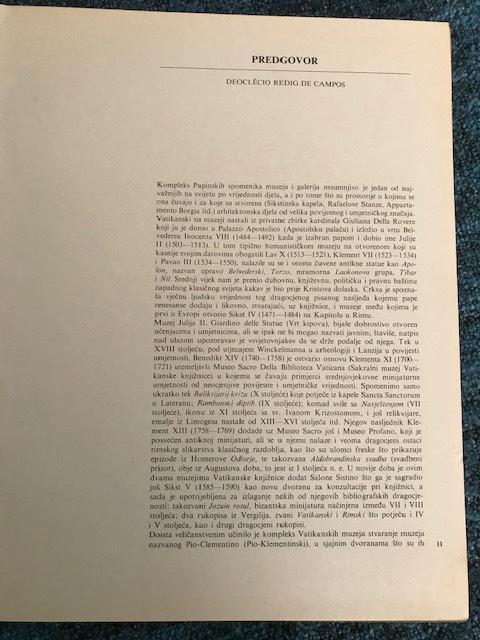 PREDGOVOR
DEOCLÉCIO REDIG DE CAMPOS
Kompleks Papinskih spomenika muzeja i galerija nesumnjivo je jedan od naj-
važnijih na svijetu po vrijednosti djela, a i po tome što su prostorije u kojima se
ona čuvaju i za koje su stvorena (Sikstinska kapela, Rafaelove Stanze, Apparta-
mento Borgia itd.) arhitektonska djela od velika povijesnog i umjetničkog značaja.
Vatikanski su muzeji nastali iz privatne zbirke kardinala Giuliana Della Rovere
koji ju je donio u Palazzo Apostolico (Apostolsku palaču) i izložio u vrtu Bel-
vederea Inocenta VIII (1484—1492) kada je izabran papom i dobio ime Julije
II (1503—1513). U tom tipično humanističkom muzeju na otvorenom koji su
kasnije svojim darovima obogatili Lav X (1513—1521), Klement VII (1523—1534)
i Pavao III (1534—1550), nalazile su se i veoma čuvene antikne statue kao Apo-
lon, nazvan upravo Belvederski, Torzo, mramorna Laokonova grupa, Tibar
i Nil. Srednji vijek nam je prenio duhovnu, književnu, političku i pravnu baštinu
zapadnog klasičnog svijeta kakav je bio prije Kristova dolaska. Crkva je spozna-
la vječnu ljudsku vrijednost tog dragocjenog pisanog nasljeđa kojemu pape
renesanse dodaju i likovno, stvarajući, uz knjižnice, i muzeje među kojima je
prvi u Evropi otvorio Sikst IV (1471—1484) na Kapitolu u Rimu.
Muzej Julija II, Giardino delle Statue (Vrt kipova), bijaše dobrostivo otvoren
učenjacima i umjetnicima, ali se ipak ne bi mogao nazvati javnim; štaviše, natpis
nad ulazom upozoravao je »svjetovnjake« da se drže podalje od njega. Tek u
XVIII stoljeću, pod utjecajem Winckelmanna u arheologiji i Lanzija u povijesti
umjetnosti, Benedikt XIV (1740—1758) je ostvario osnovu Klementa XI (1700—
1721) utemeljivši Museo Sacro Della Biblioteca Vaticana (Sakralni muzej Vati-
kanske knjižnice) u kojemu se čuvaju primjerci srednjovjekovne minijaturne
umjetnosti od neocjenjive povijesne i umjetničke vrijednosti. Spomenimo samo
ukratko tek Relikvijarij križa (X stoljeće) koje potječe iz kapele Sancta Sanctorum
u Lateranu; Rambonski diptih (IX stoljeće); komad svile sa Navještenjem (VII
stoljeće), ikonu iz XI stoljeća sa sv. Ivanom Krizostomom, i još relikvijare,
emalje iz Limogesa nastale od XIII—XVI stoljeća itd. Njegov nasljednik Kle-
ment XIII (1758—1769) dodade uz Museo Sacro još i Museo Profano, koji je
posvećen antiknoj minijaturi, ali se u njemu nalaze i veoma dragocjeni ostaci
rimskog slikarstva klasičnog razdoblja, kao što su ulomci freske što prikazuje
epizode iz Homerove Odiseje, te takozvana Aldobrandinska svadba (svadbeni
prizor), obje iz Augustova doba, to jest iz I stoljeća n. e. U novije doba je ovim
dvama muzejima Vatikanske knjižnice dodat Salone Sistino što ga je sagradio
još Sikst V (1585—1590) kao novu dvoranu za konzultacije pri knjižnici, a
sada je upotrijebljena za izlaganje nekih od njegovih bibliografskih dragocje-
nosti: takozvani Jozuin rotul, bizantska minijatura načinjena između VII i VIII
stoljeća; dva rukopisa iz Vergilija, zvani Vatikanski i Rimski što potječu i IV
i V stoljeća, kao i drugi dragocjeni rukopisi.
Doista veličanstvenim učinilo je kompleks Vatikanskih muzeja stvaranje muzeja
nazvanog Pio-Clementino (Pio-Klementinski), u sjajnim dvoranama što su ih
11